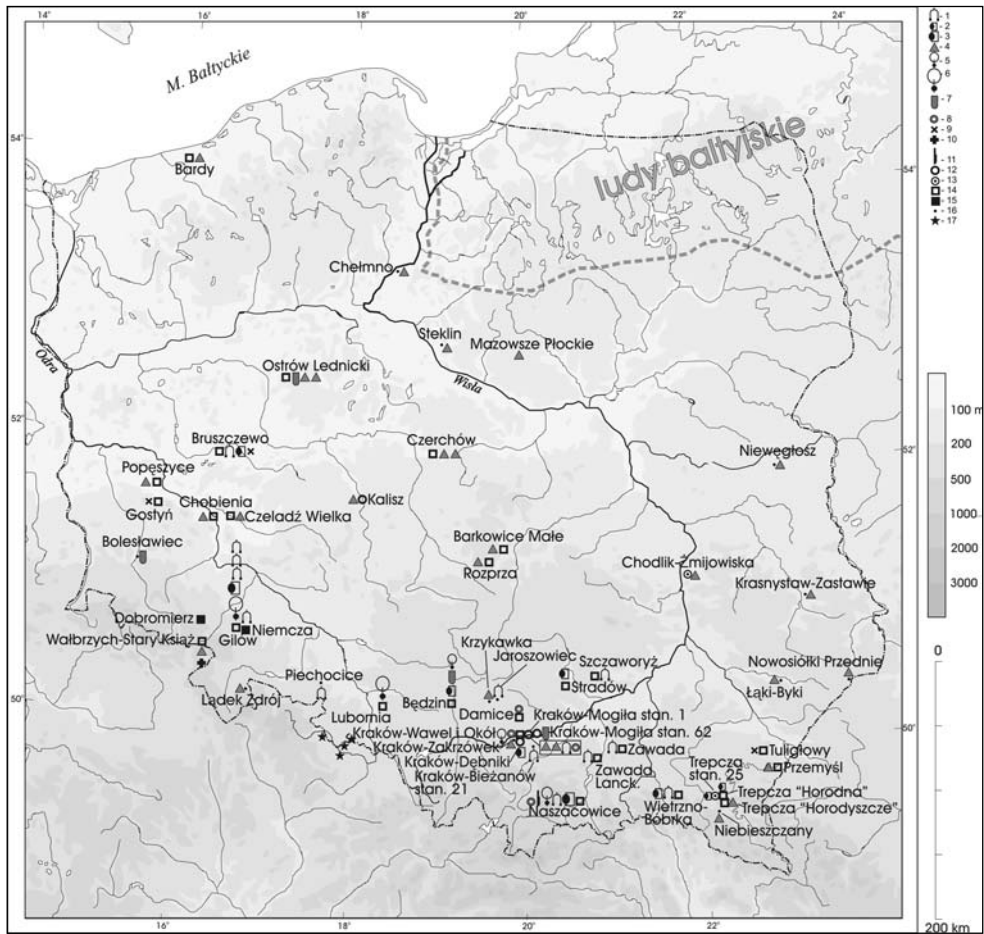 14°
16°
20°
22°
24°
M. Bałtyckie
54°
54°
ludy bałtyjskie
Bardy
Chełmno
Steklin
Mazowsze Płockie
Odra
Wisła
Ostrów Lednicki
52°
52°
Bruszczewo
Czerchów
Niewęgłosz
Popęszyce
Gostyń
Chobienia
Czeladź Wielka
Kalisz
Bolesławiec
Barkowice Małe
Rozprza
Chodlik-Żmijowiska
Krasnystaw-Zastawie
Dobromierz
Wałbrzych-Stary Książ
Gilów
Niemcza
Krzykawka
Jaroszowiec
Szczaworyż
Stradów
Nowosiółki Przednie
Łąki-Byki
50°
50°
Lądek Zdrój
Piechocice
Lubomia
Będzin
Damice
Kraków-Mogiła stan. 1
Kraków-Wawel i Okół
Kraków-Mogiła stan. 62
Kraków-Zakrzówek
Kraków-Dębniki
Kraków-Bieżanów
stan. 21
Zawada
Zawada
Lanck.
Tuligłowy
Przemyśl
Trepcza
stan. 25
Trepcza "Horodna"
Trepcza "Horodyszcze"
Naszacowice
Wietrzno-
Bóbrka
Niebieszczany
16°
18°
20°
22°
- 1
- 2
- 3
- 4
- 5
- 6
- 7
- 8
- 9
- 10
- 11
- 12
- 13
- 14
- 15
- 16
- 17
100 m
200
500
1000
2000
3000
0
200 km